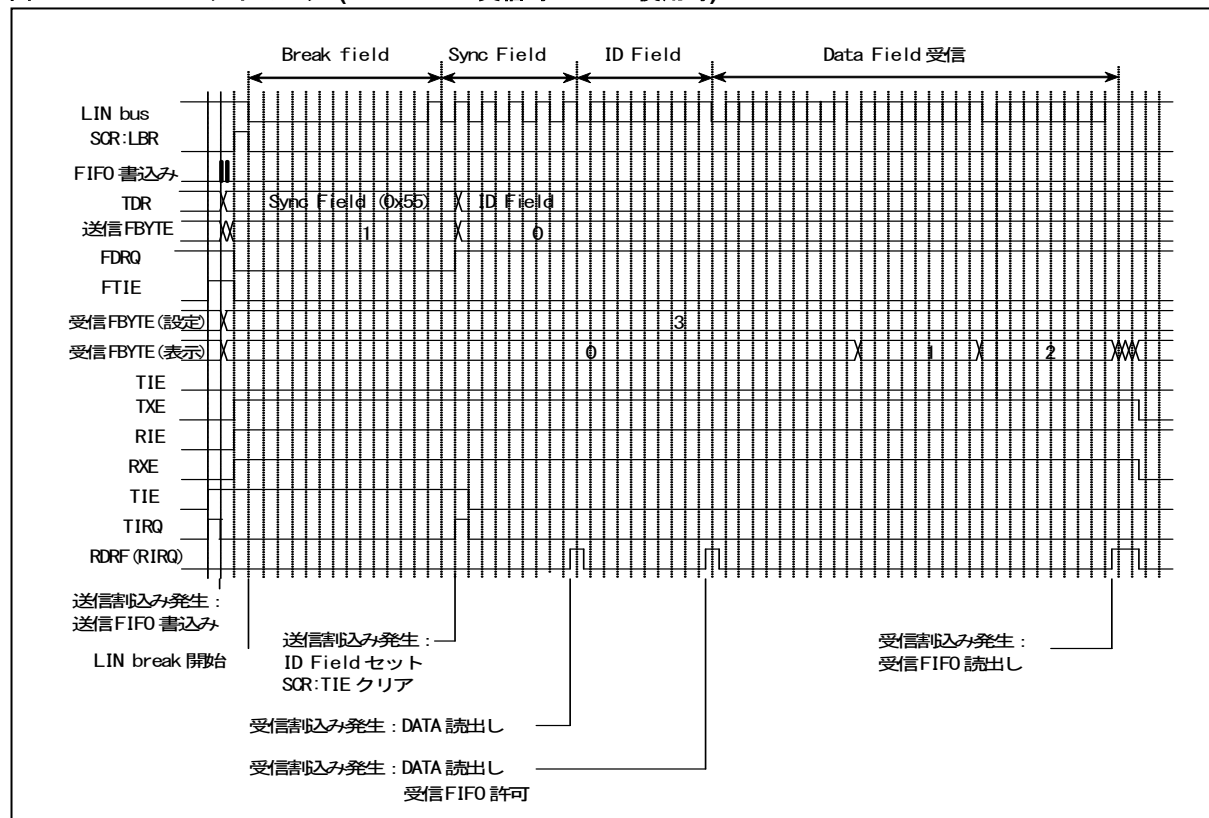 Break field Sync Field ID Field Data Field 受信
LIN bus
SCR:LBR
FIFO 書込み
TDR Sync Field (0x55) ID Field
送信 FBYTE 1 0
FDRQ
FTIE
受信 FBYTE (設定) 3
受信 FBYTE (表示) 0 1 2
TIE
TXE
RIE
RXE
TIE
TIRQ
RDRF (RIRQ)
送信割込み発生 :
送信 FIFO 書込み
LIN break 開始
送信割込み発生 :
ID Field セット
SCR:TIE クリア
受信割込み発生 :
受信 FIFO 読出し
受信割込み発生 : DATA 読出し
受信割込み発生 : DATA 読出し
受信 FIFO 許可